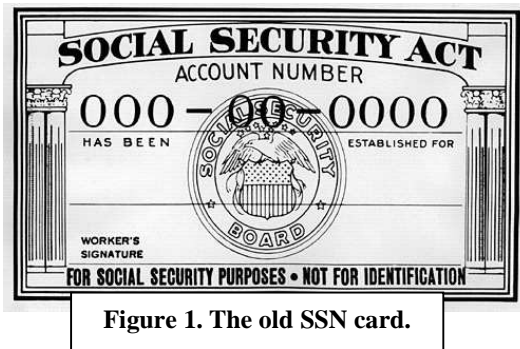 SOCIAL SECURITY ACT
ACCOUNT NUMBER
000-00-0000
HAS BEEN ESTABLISHED FOR
SOCIAL SECURITY
BOARD
WORKER'S
SIGNATURE
FOR SOCIAL SECURITY PURPOSES • NOT FOR IDENTIFICATION
Figure 1. The old SSN card.